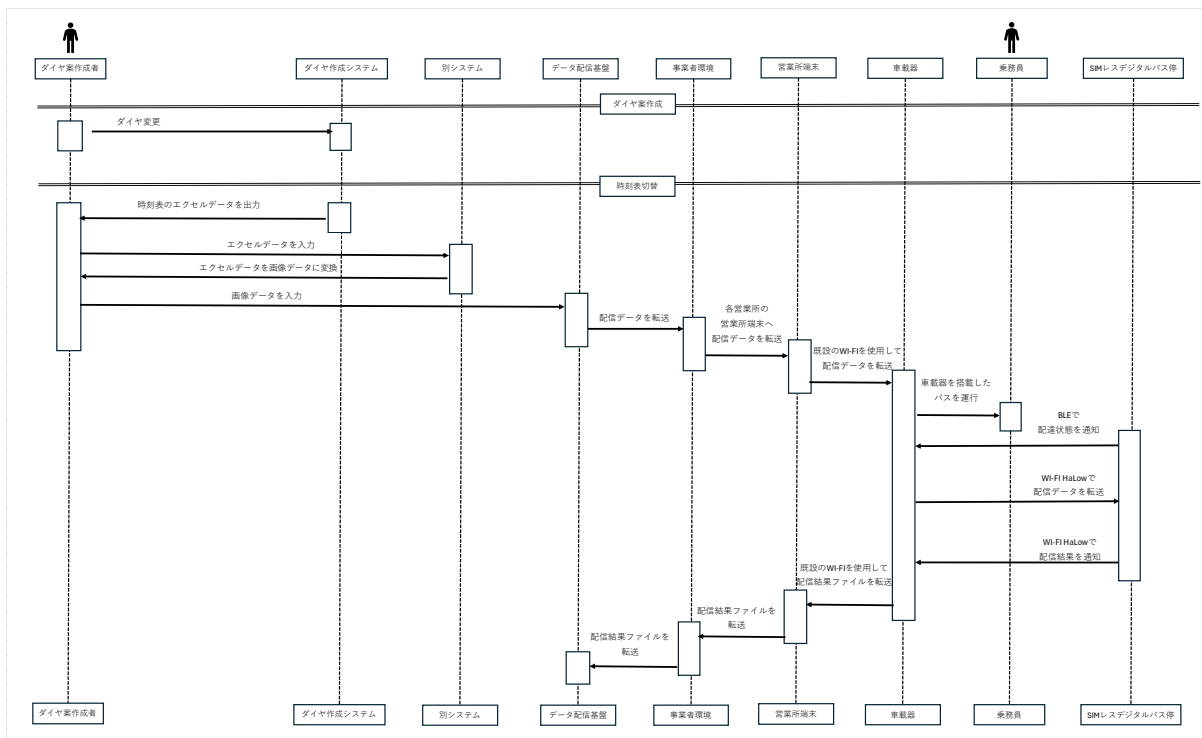 ダイヤ案作成者
ダイヤ作成システム
別システム
データ配信基盤
事業者環境
営業所端末
車載器
乗務員
SIMレスデジタルバス停
ダイヤ案作成
ダイヤ変更
時刻表切替
時刻表のエクセルデータを出力
エクセルデータを入力
エクセルデータを画像データに変換
画像データを入力
配信データを転送
各営業所の
営業所端末へ
配信データを転送
既設のWI-FIを使用して
配信データを転送
車載器を搭載した
バスを運行
BLEで
配達状態を通知
WI-FI HaLowで
配信データを転送
WI-FI HaLowで
配信結果を通知
既設のWI-FIを使用して
配信結果ファイルを転送
配信結果ファイルを
転送
配信結果ファイルを
転送
ダイヤ案作成者
ダイヤ作成システム
別システム
データ配信基盤
事業者環境
営業所端末
車載器
乗務員
SIMレスデジタルバス停